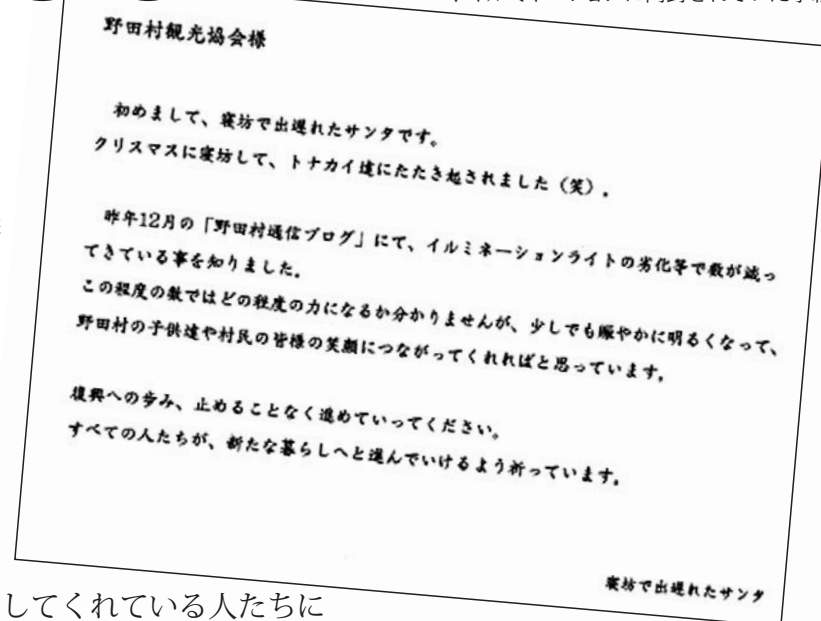 野田村観光協会様
初めまして、寝坊で出遅れたサンタです。
クリスマスに寝坊して、トナカイ達にたたき起されました（笑）．
昨年12月の「野田村通信ブログ」にて、イルミネーションライトの劣化等で数が減っ
てきている事を知りました。
この程度の数ではどの程度の力になるか分かりませんが、少しでも賑やかに明るくなって、
野田村の子供達や村民の皆様の笑顔につながってくれればと思っています。
復興への歩み、止めることなく進めていってください。
すべての人たちが、新たな暮らしへと進んでいけるよう祈っています。
寝坊で出遅れたサンタ
してくれている人たちに